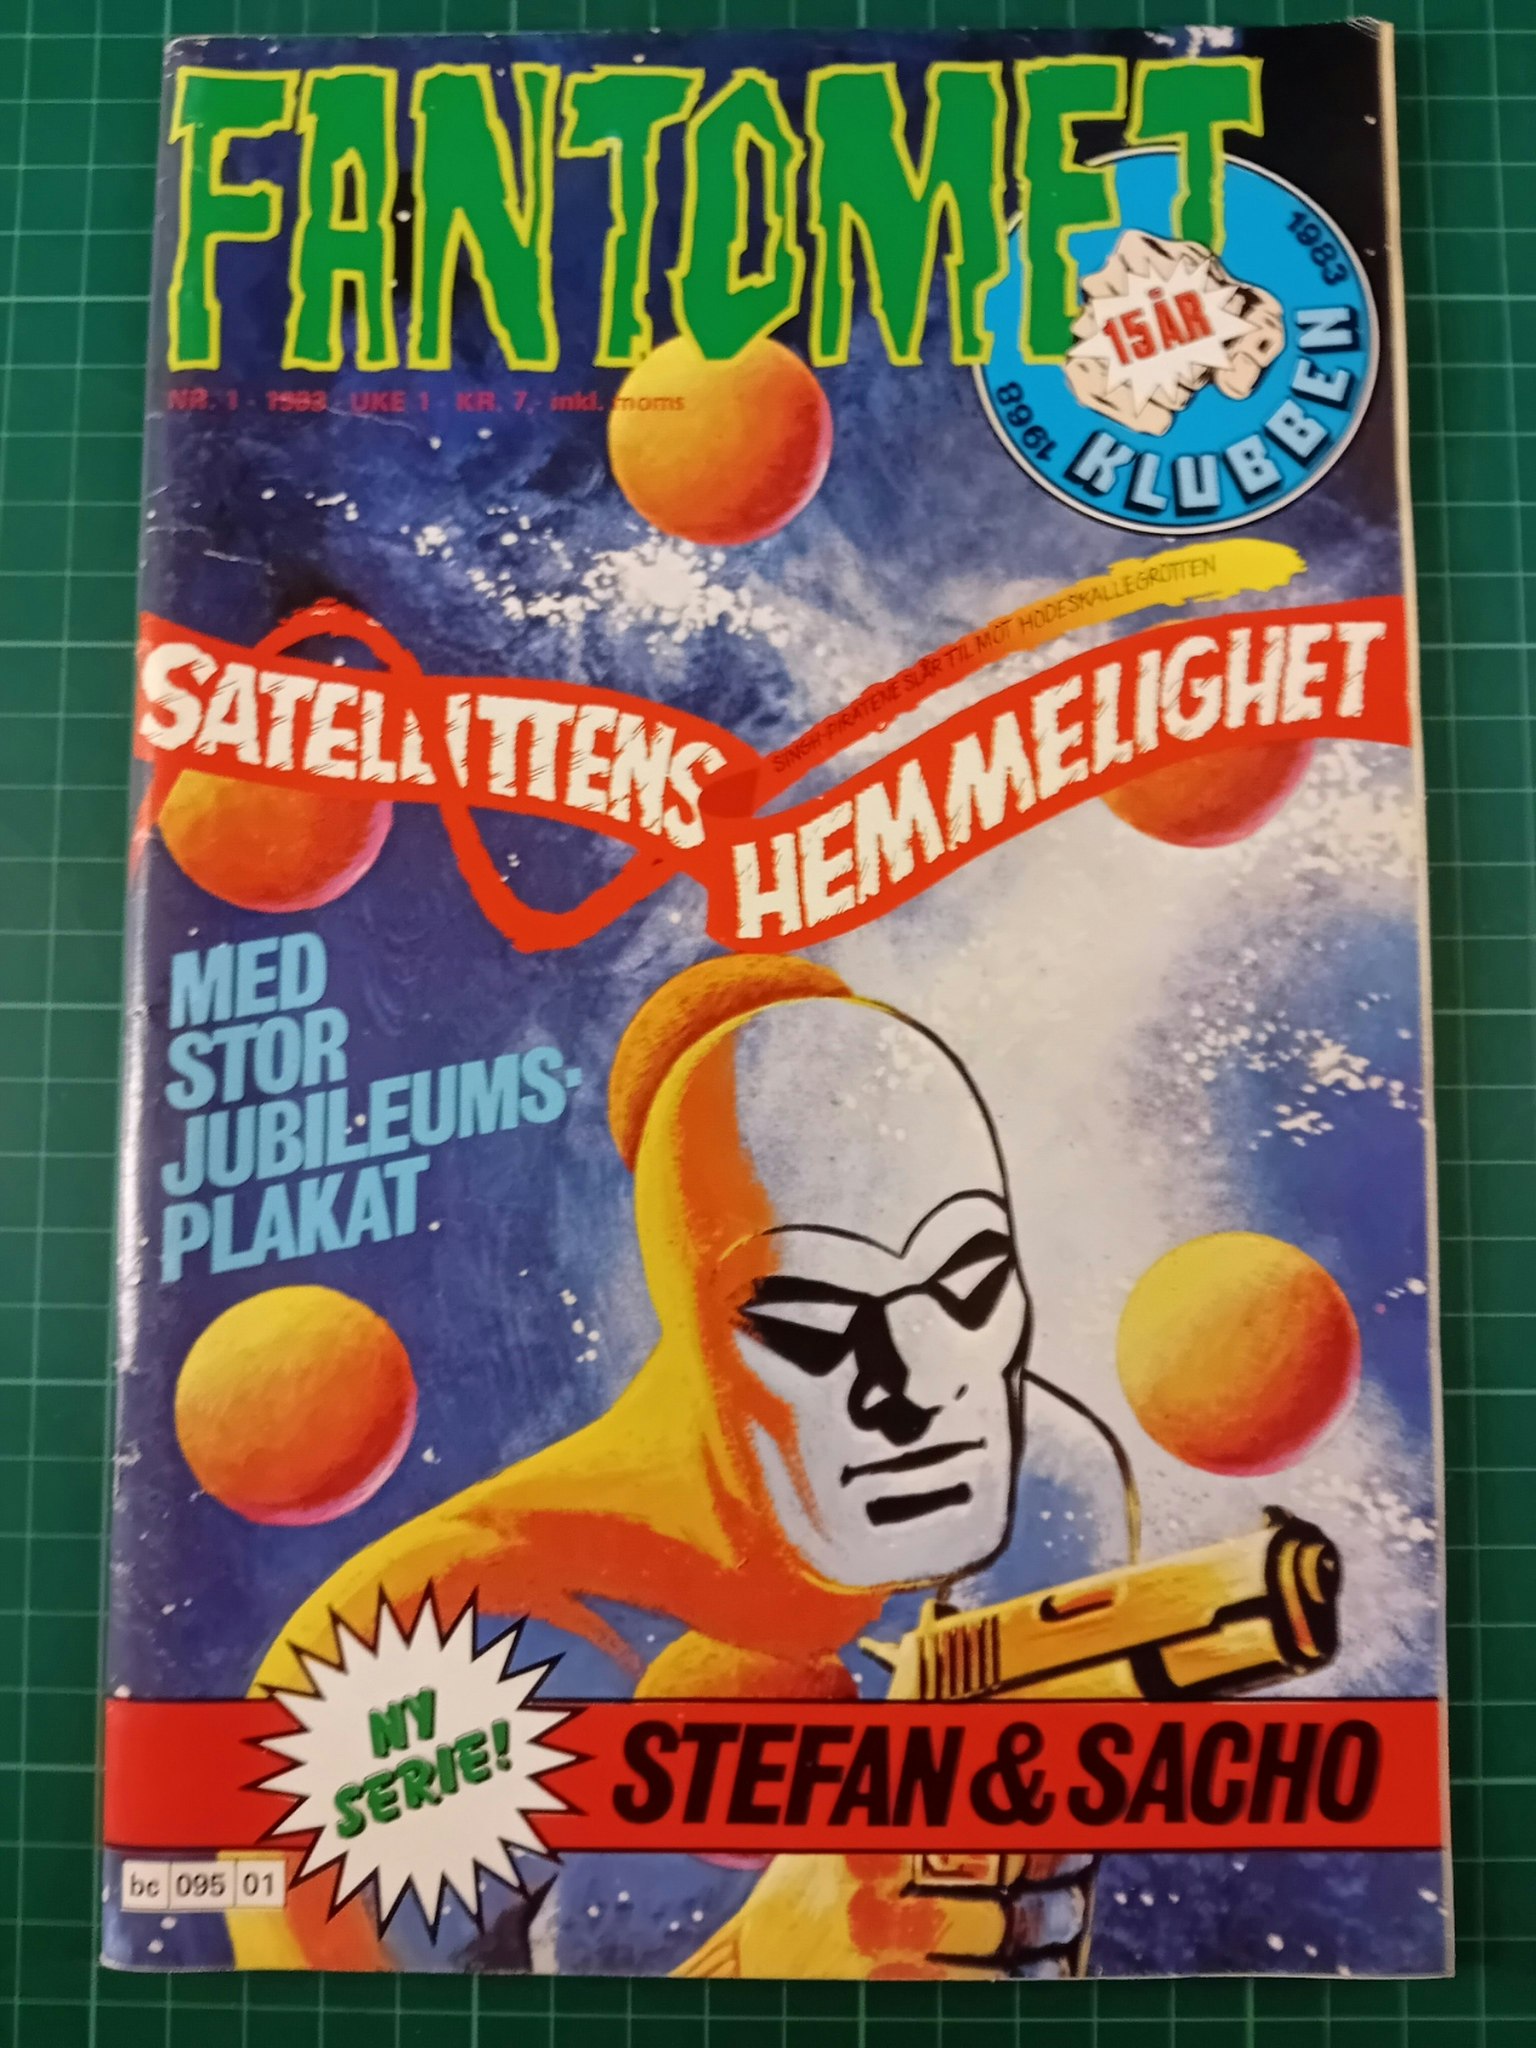 FANTOMET
1983
15 ÅR
1968
KLUBBEN
NR. 1 · 1983 · UKE 1 · KR. 7,- inkl. moms
SINGH-PIRATENE SLÅR TIL MOT HODESKALLEGROTTEN
SATELLITTENS
HEMMELIGHET
MED
STOR
JUBILEUMS-
PLAKAT
NY
SERIE!
STEFAN & SACHO
bc 095 01